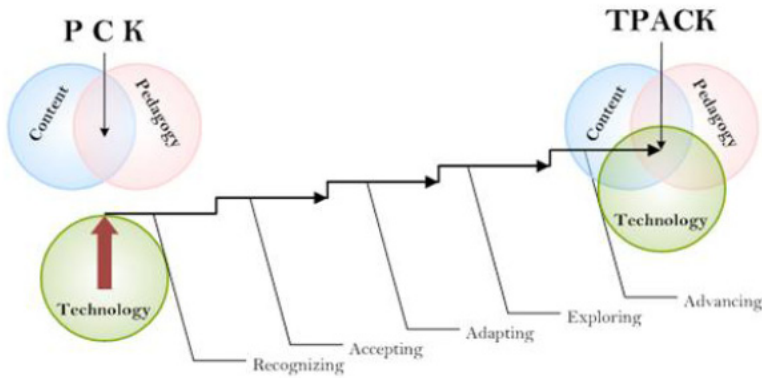 P C K
TPACK
Content
Pedagogy
Content
Pedagogy
Technology
Technology
Recognizing
Accepting
Adapting
Exploring
Advancing